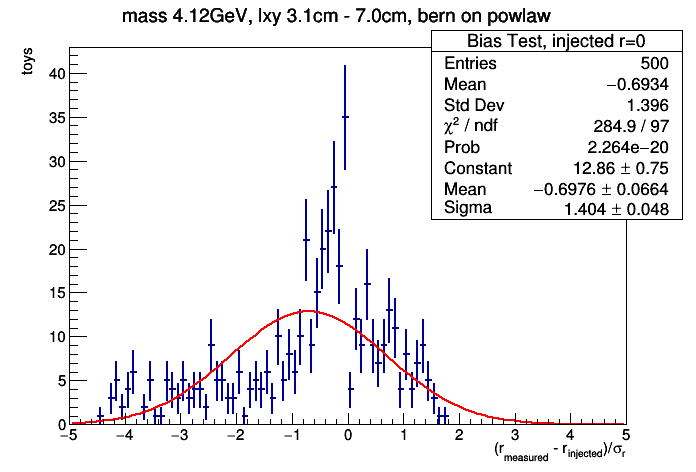 mass 4.12GeV, lxy 3.1cm - 7.0cm, bern on powlaw
Bias Test, injected r=0
Entries 500
Mean −0.6934
Std Dev 1.396
χ² / ndf 284.9 / 97
Prob 2.264e−20
Constant 12.86 ± 0.75
Mean −0.6976 ± 0.0664
Sigma 1.404 ± 0.048
toys
40
35
30
25
20
15
10
5
0
−5 −4 −3 −2 −1 0 1 2 3 4 5
(r_measured - r_injected)/σ_r